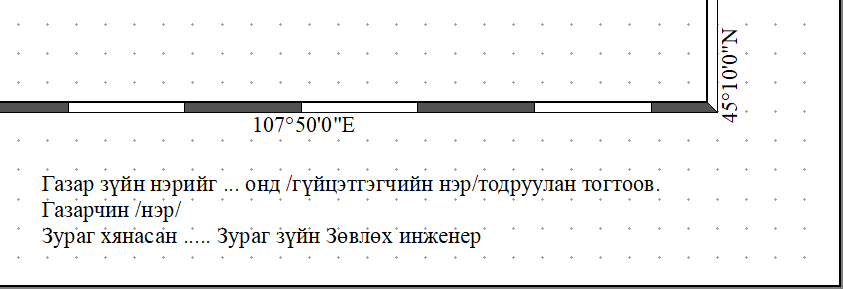 45°10'0"N
107°50'0"E
Газар зүйн нэрийг ... онд /гүйцэтгэгчийн нэр/тодруулан тогтоов.
Газарчин /нэр/
Зураг хянасан ..... Зураг зүйн Зөвлөх инженер